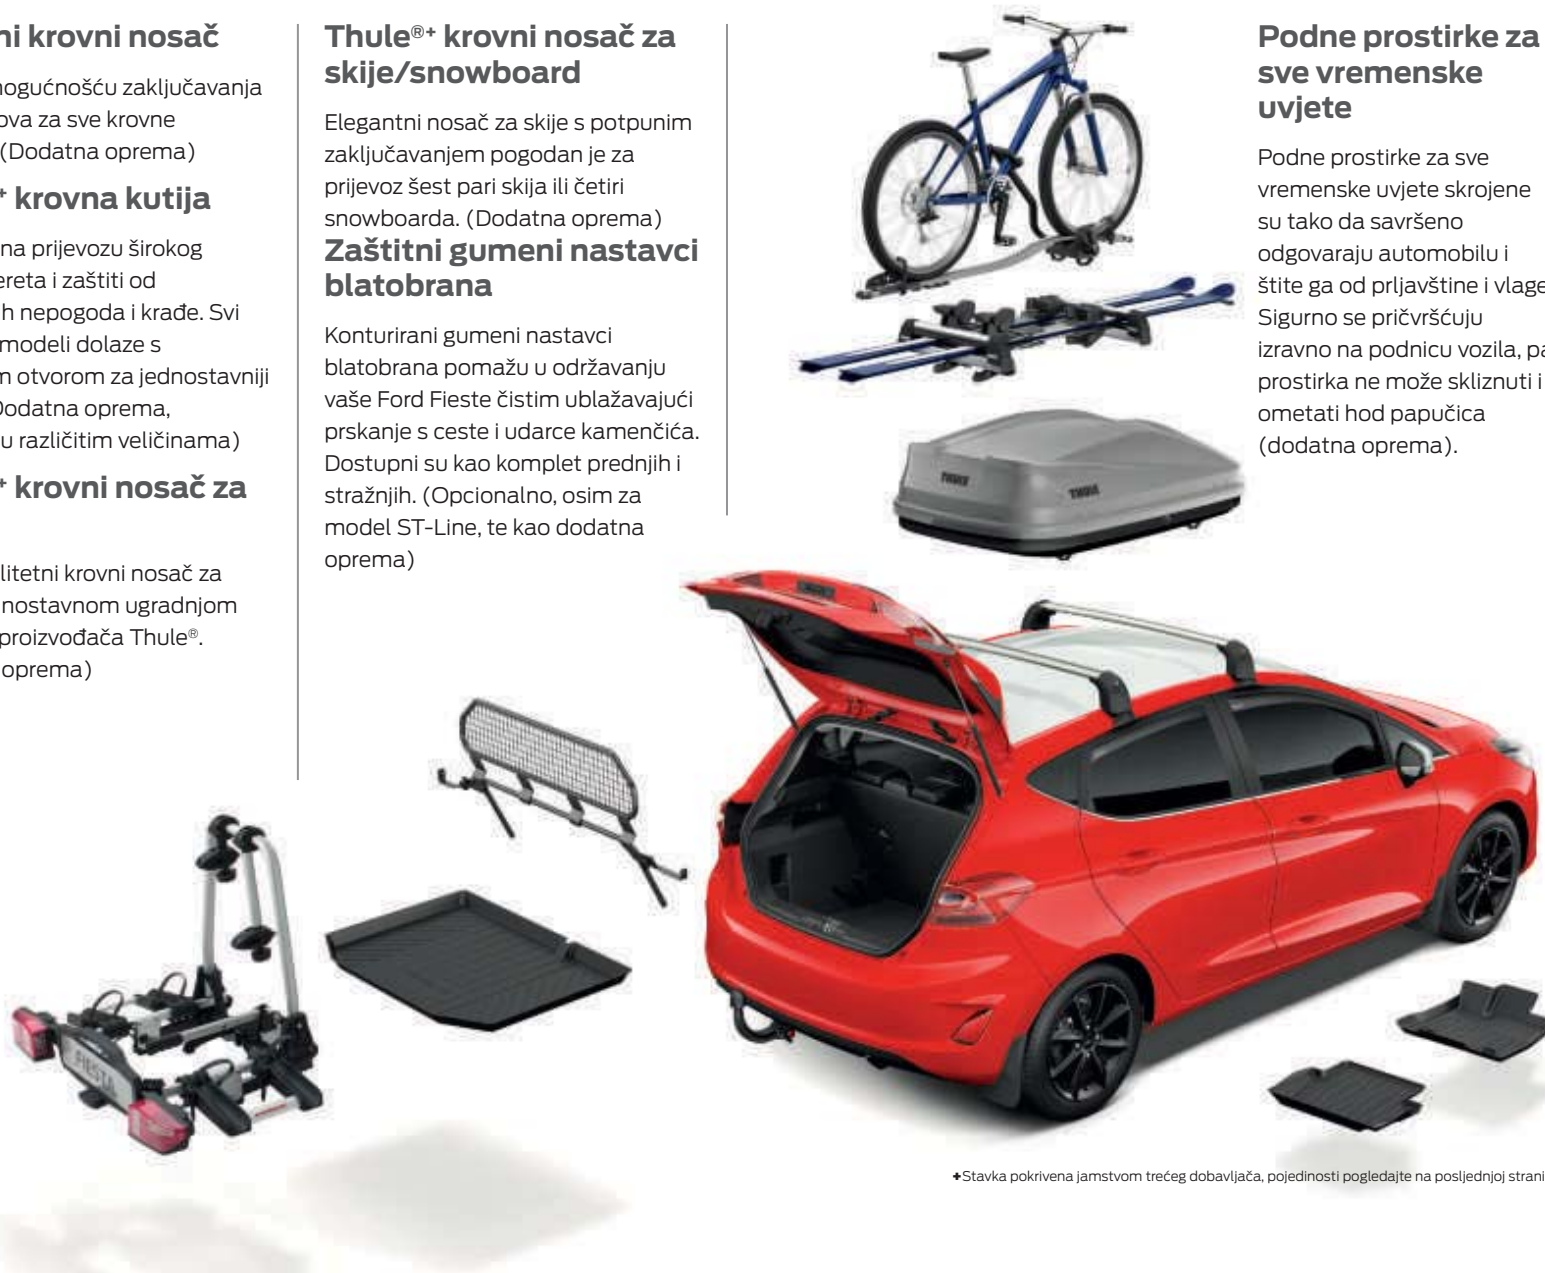 ni krovni nosač
mogućnošću zaključavanja
ova za sve krovne
(Dodatna oprema)
+ krovna kutija
na prijevozu širokog
ereta i zaštiti od
ih nepogoda i krađe. Svi
modeli dolaze s
m otvorom za jednostavniji
Dodatna oprema,
u različitim veličinama)
+ krovni nosač za
litetni krovni nosač za
nostavnom ugradnjom
proizvođača Thule®.
oprema)
Thule®+ krovni nosač za
skije/snowboard
Elegantni nosač za skije s potpunim
zaključavanjem pogodan je za
prijevoz šest pari skija ili četiri
snowboarda. (Dodatna oprema)
Zaštitni gumeni nastavci
blatobrana
Konturirani gumeni nastavci
blatobrana pomažu u održavanju
vaše Ford Fieste čistim ublažavajući
prskanje s ceste i udarce kamenčića.
Dostupni su kao komplet prednjih i
stražnjih. (Opcionalno, osim za
model ST-Line, te kao dodatna
oprema)
Podne prostirke za
sve vremenske
uvjete
Podne prostirke za sve
vremenske uvjete skrojene
su tako da savršeno
odgovaraju automobilu i
štite ga od prljavštine i vlage
Sigurno se pričvršćuju
izravno na podnicu vozila, pa
prostirka ne može skliznuti i
ometati hod papučica
(dodatna oprema).
THULE
THULE
FIESTA
+Stavka pokrivena jamstvom trećeg dobavljača, pojedinosti pogledajte na posljednjoj strani